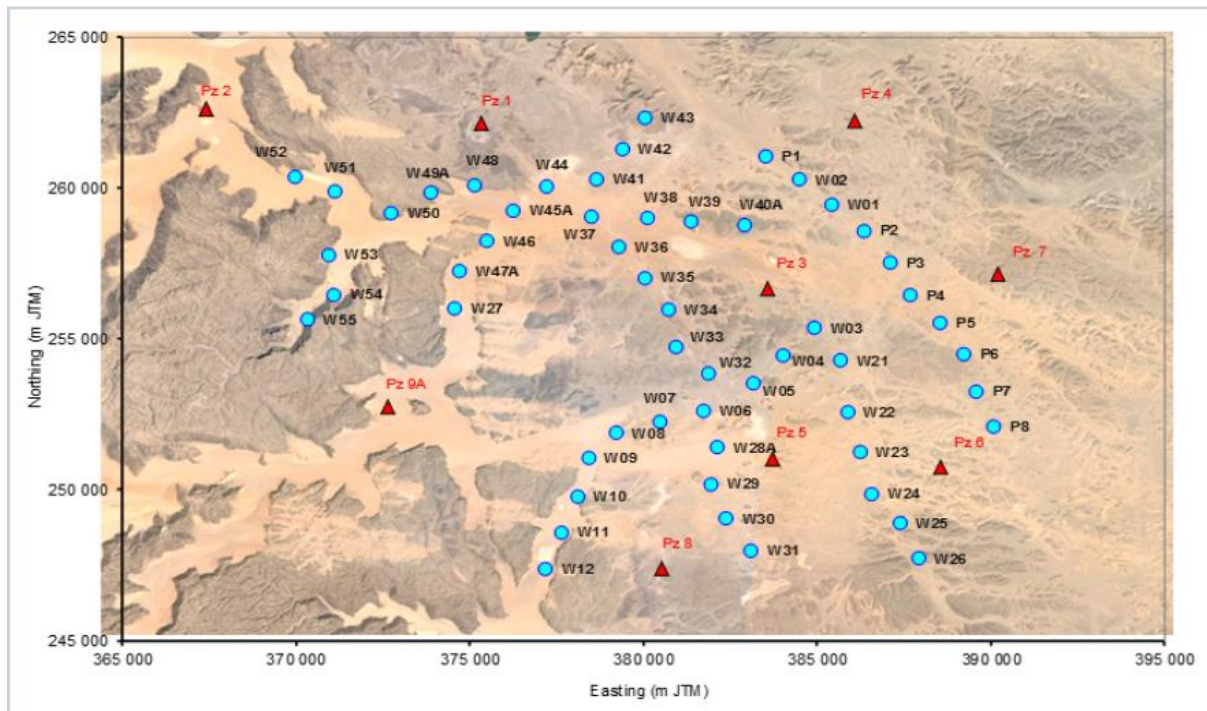 265 000
Pz 2
Pz 1
Pz 4
W43
W42
P1
W52
W51
W49A
W48
W44
W41
W02
260 000
W50
W45A
W37
W38
W39
W40A
W01
P2
W46
W36
P3
W53
W47A
W35
Pz 3
Pz 7
W54
W27
W34
P4
W55
W33
W03
P5
255 000
W32
W04
W21
P6
Pz 9A
W07
W06
W05
W22
P7
W08
W28A
Pz 5
W23
P8
W09
Pz 6
W10
W29
W24
250 000
W11
W30
W25
W12
Pz 8
W31
W26
245 000
365 000 370 000 375 000 380 000 385 000 390 000 395 000
Easting (m JTM)
Northing (m JTM)